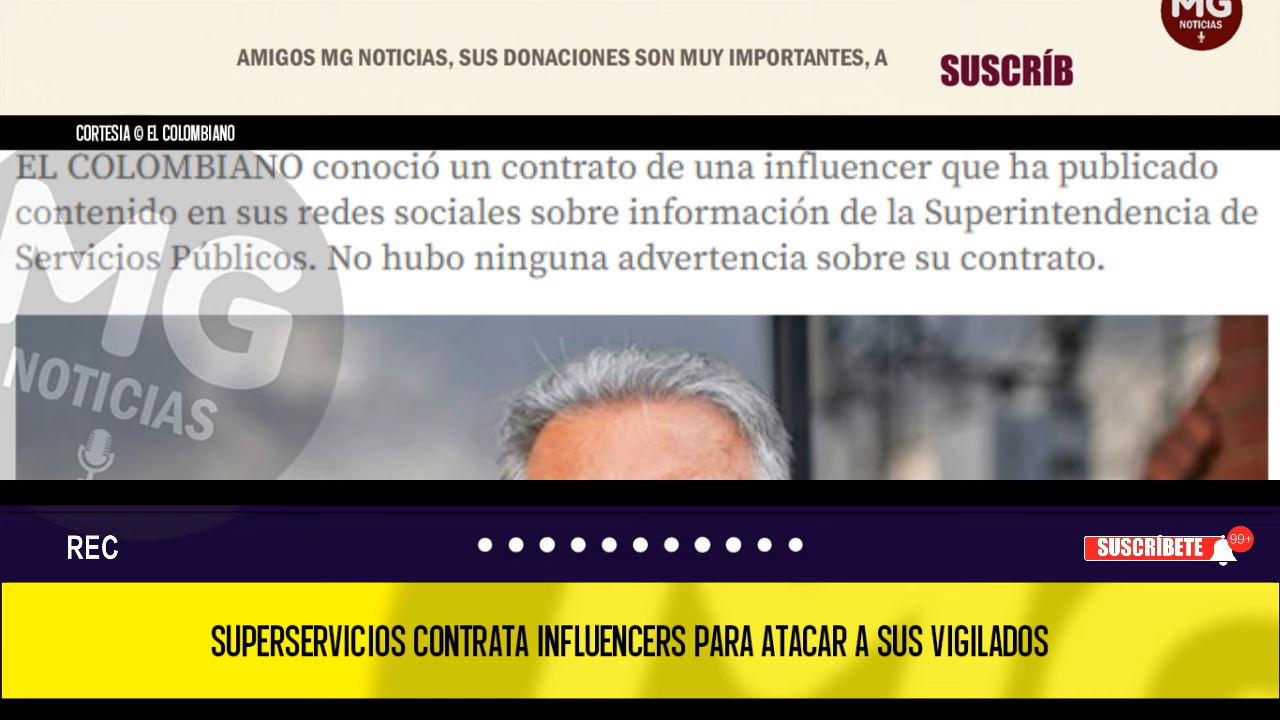 MG
NOTICIAS
AMIGOS MG NOTICIAS, SUS DONACIONES SON MUY IMPORTANTES, A
SUSCRÍB
CORTESIA © EL COLOMBIANO
EL COLOMBIANO conoció un contrato de una influencer que ha publicado
contenido en sus redes sociales sobre información de la Superintendencia de
Servicios Públicos. No hubo ninguna advertencia sobre su contrato.
MG
NOTICIAS
REC
SUSCRÍBETE
99+
SUPERSERVICIOS CONTRATA INFLUENCERS PARA ATACAR A SUS VIGILADOS